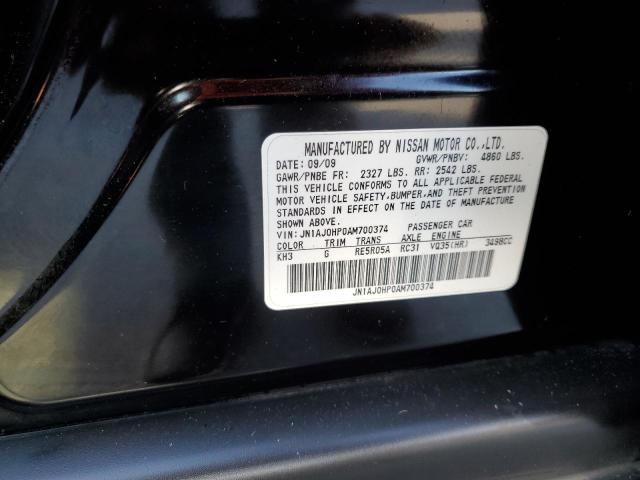 MANUFACTURED BY NISSAN MOTOR CO.,LTD.
DATE: 09/09 GVWR/PNBV: 4860 LBS.
GAWR/PNBE FR: 2327 LBS. RR: 2542 LBS.
THIS VEHICLE CONFORMS TO ALL APPLICABLE FEDERAL
MOTOR VEHICLE SAFETY,BUMPER,AND THEFT PREVENTION
STANDARDS IN EFFECT ON THE DATE OF MANUFACTURE
SHOWN ABOVE.
VIN:JN1AJ0HP0AM700374 PASSENGER CAR
COLOR TRIM TRANS AXLE ENGINE
KH3 G RE5R05A RC31 VQ35(HR) 3498CC
JN1AJ0HP0AM700374